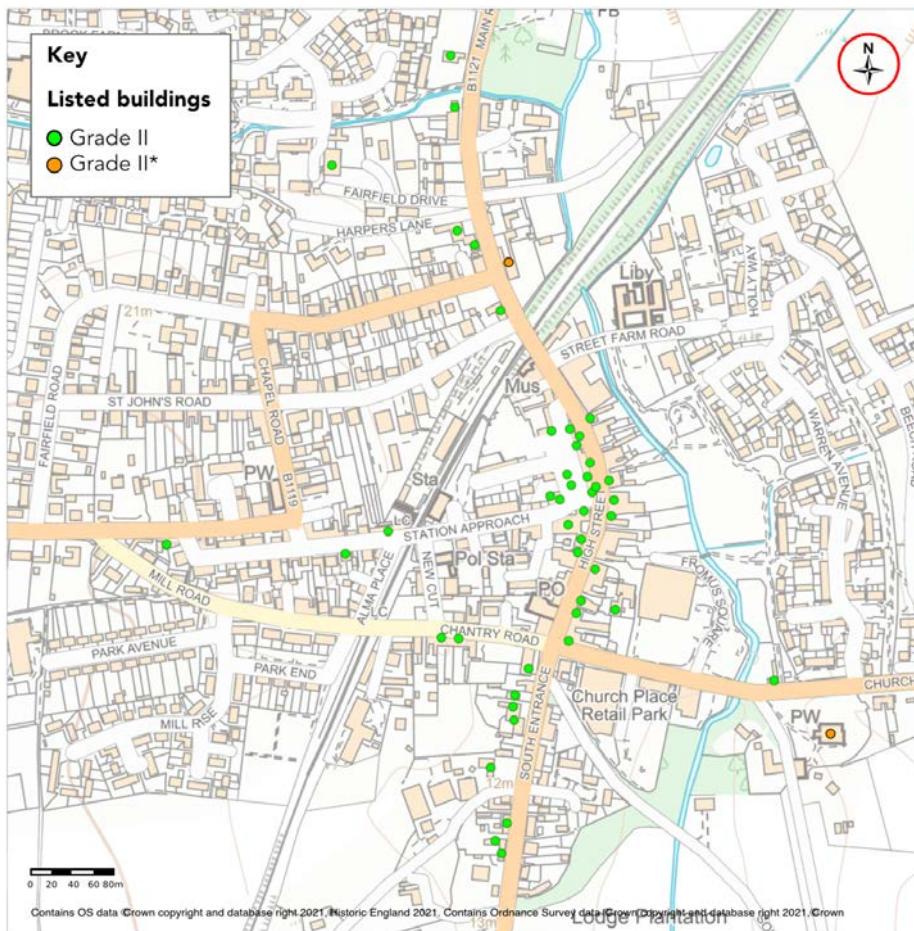 Key
Listed buildings
Grade II
Grade II*
N
FB
B1121 MAIN R
FAIRFIELD DRIVE
HARPERS LANE
Liby
HOLLY WAY
21m
STREET FARM ROAD
Mus
CHAPEL ROAD
ST JOHN'S ROAD
FAIRFIELD ROAD
WARREN AVENUE
PW
B1119
Sta
LC
STATION APPROACH
HIGH STREET
MILL ROAD
ALMA PLACE
NEW CUT
Pol Sta
PO
CHANTRY ROAD
PARK AVENUE
PARK END
MILL RISE
SOUTH ENTRANCE
Church Place
Retail Park
CHURCH
PW
12m
0 20 40 60 80m
Contains OS data ©Crown copyright and database right 2021, Historic England 2021, Contains Ordnance Survey data ©Crown copyright and database right 2021, Crown
Lodge Plantation
13m